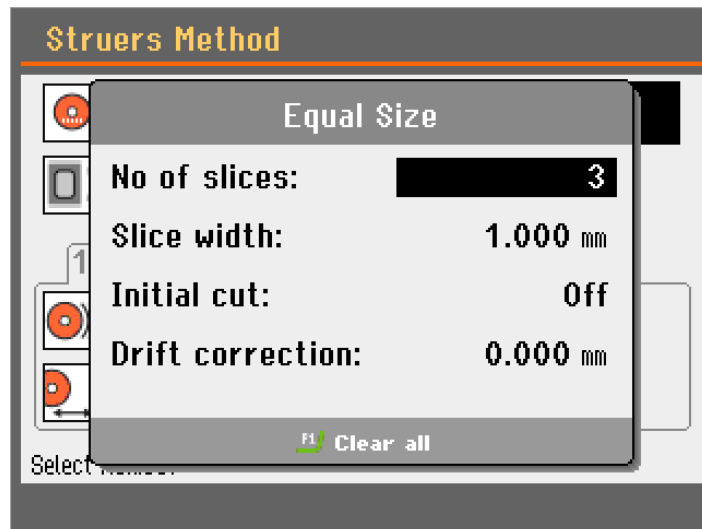 Struers Method
Equal Size
No of slices: 3
Slice width: 1.000 mm
Initial cut: Off
Drift correction: 0.000 mm
1
F1 Clear all
Select